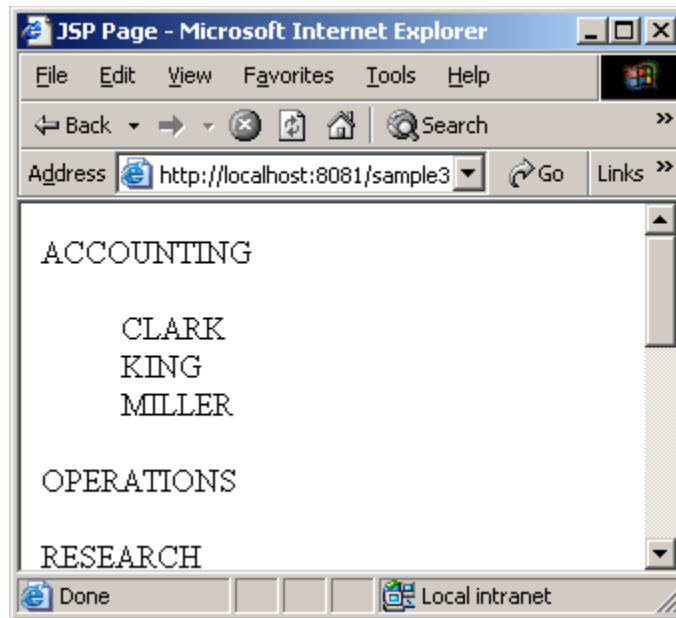 JSP Page - Microsoft Internet Explorer
File Edit View Favorites Tools Help
Back Search »
Address http://localhost:8081/sample3 Go Links »
ACCOUNTING
CLARK
KING
MILLER
OPERATIONS
RESEARCH
Done Local intranet